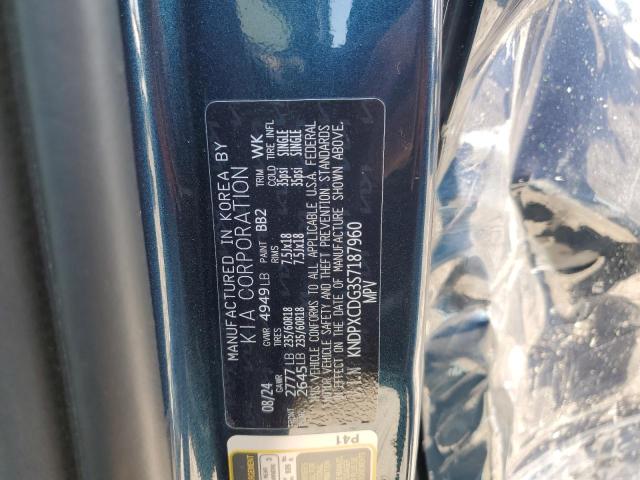 MANUFACTURED IN KOREA BY
KIA CORPORATION
08/24 GVWR 4949LB PAINT BB2 TRIM WK
GAWR TIRES RIMS COLD TIRE INFL
2777 LB 235/60R18 7.5Jx18 35psi SINGLE
2645LB 235/60R18 7.5Jx18 35psi SINGLE
THIS VEHICLE CONFORMS TO ALL APPLICABLE U.S.A. FEDERAL
MOTOR VEHICLE SAFETY AND THEFT PREVENTION STANDARDS
IN EFFECT ON THE DATE OF MANUFACTURE SHOWN ABOVE.
KNDPXCDG3S7187960
MPV
P41